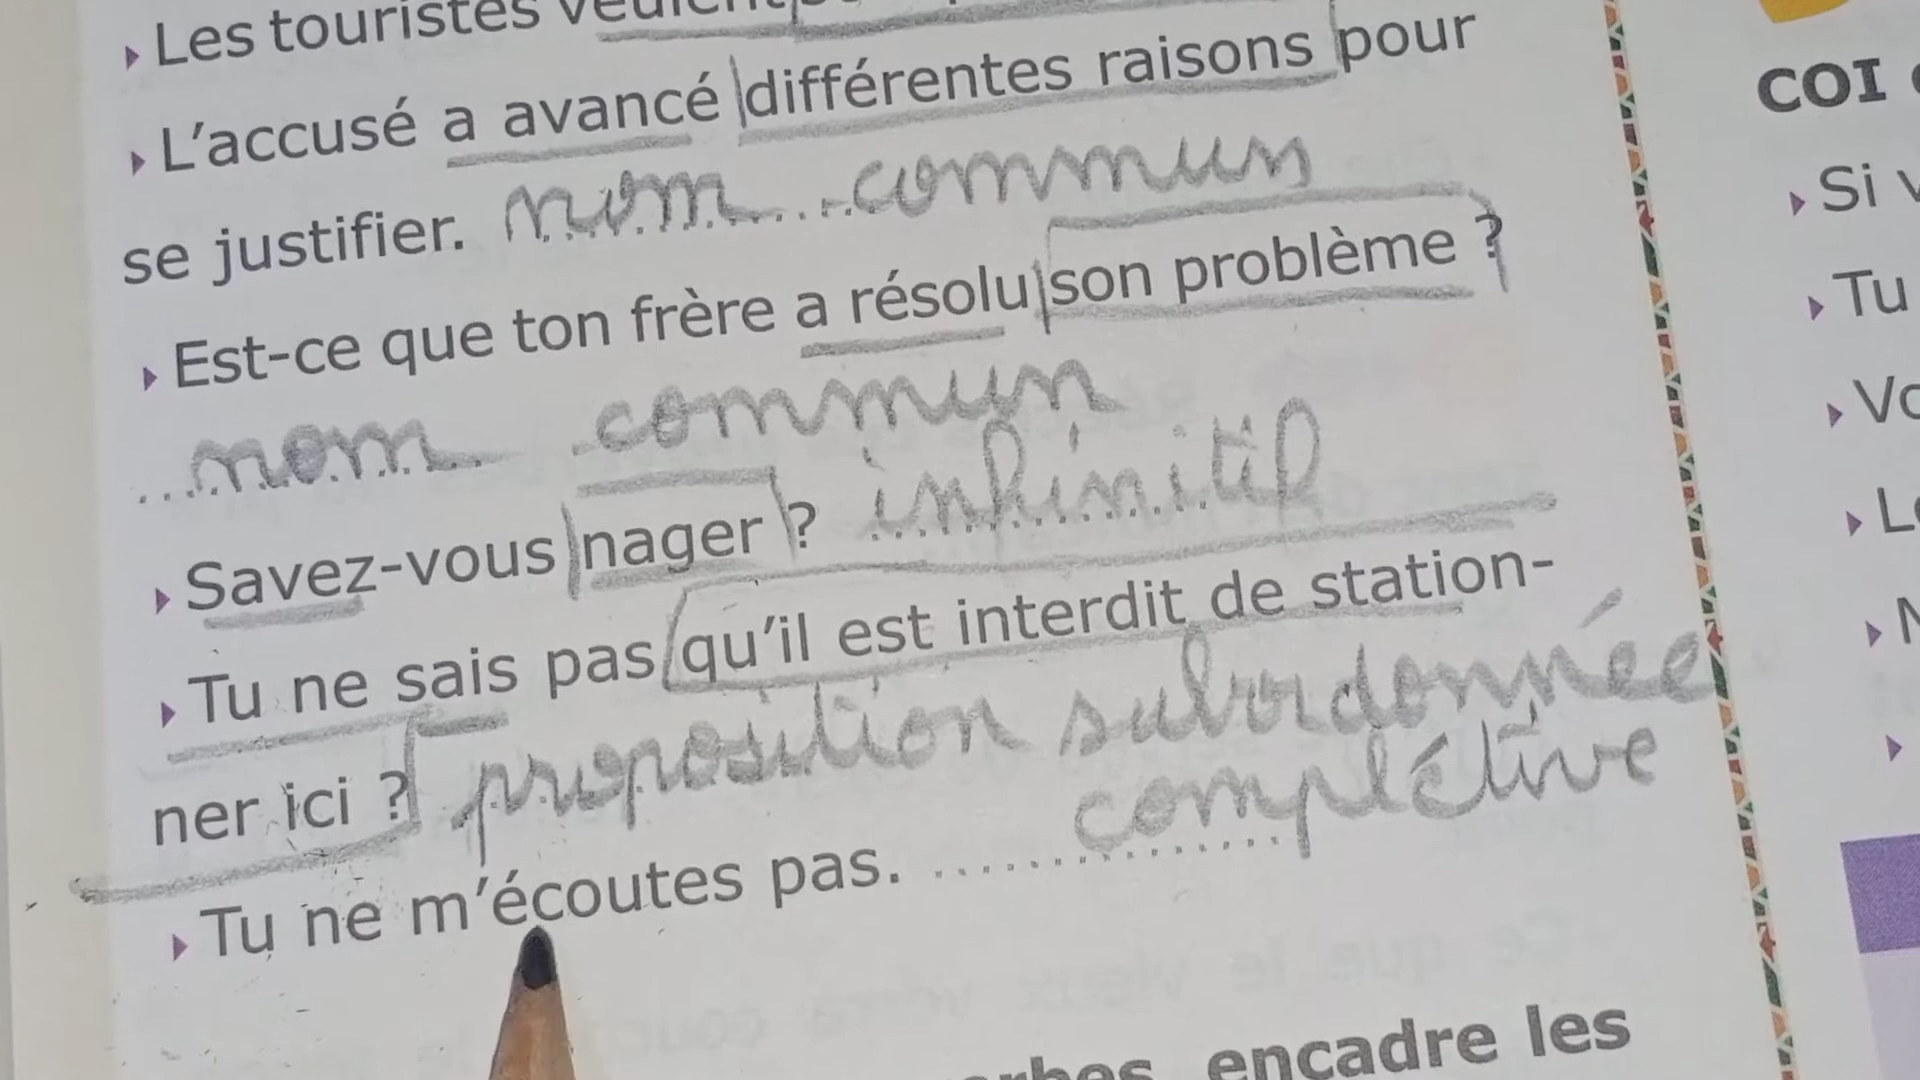 Les touristes veulent
L'accusé a avancé différentes raisons pour
se justifier. nom commun
Est-ce que ton frère a résolu son problème ?
nom commun
Savez-vous nager ? infinitif
Tu ne sais pas qu'il est interdit de station-
ner ici ? proposition subordonnée
complétive
Tu ne m'écoutes pas.
encadre les
COI
Si
Tu